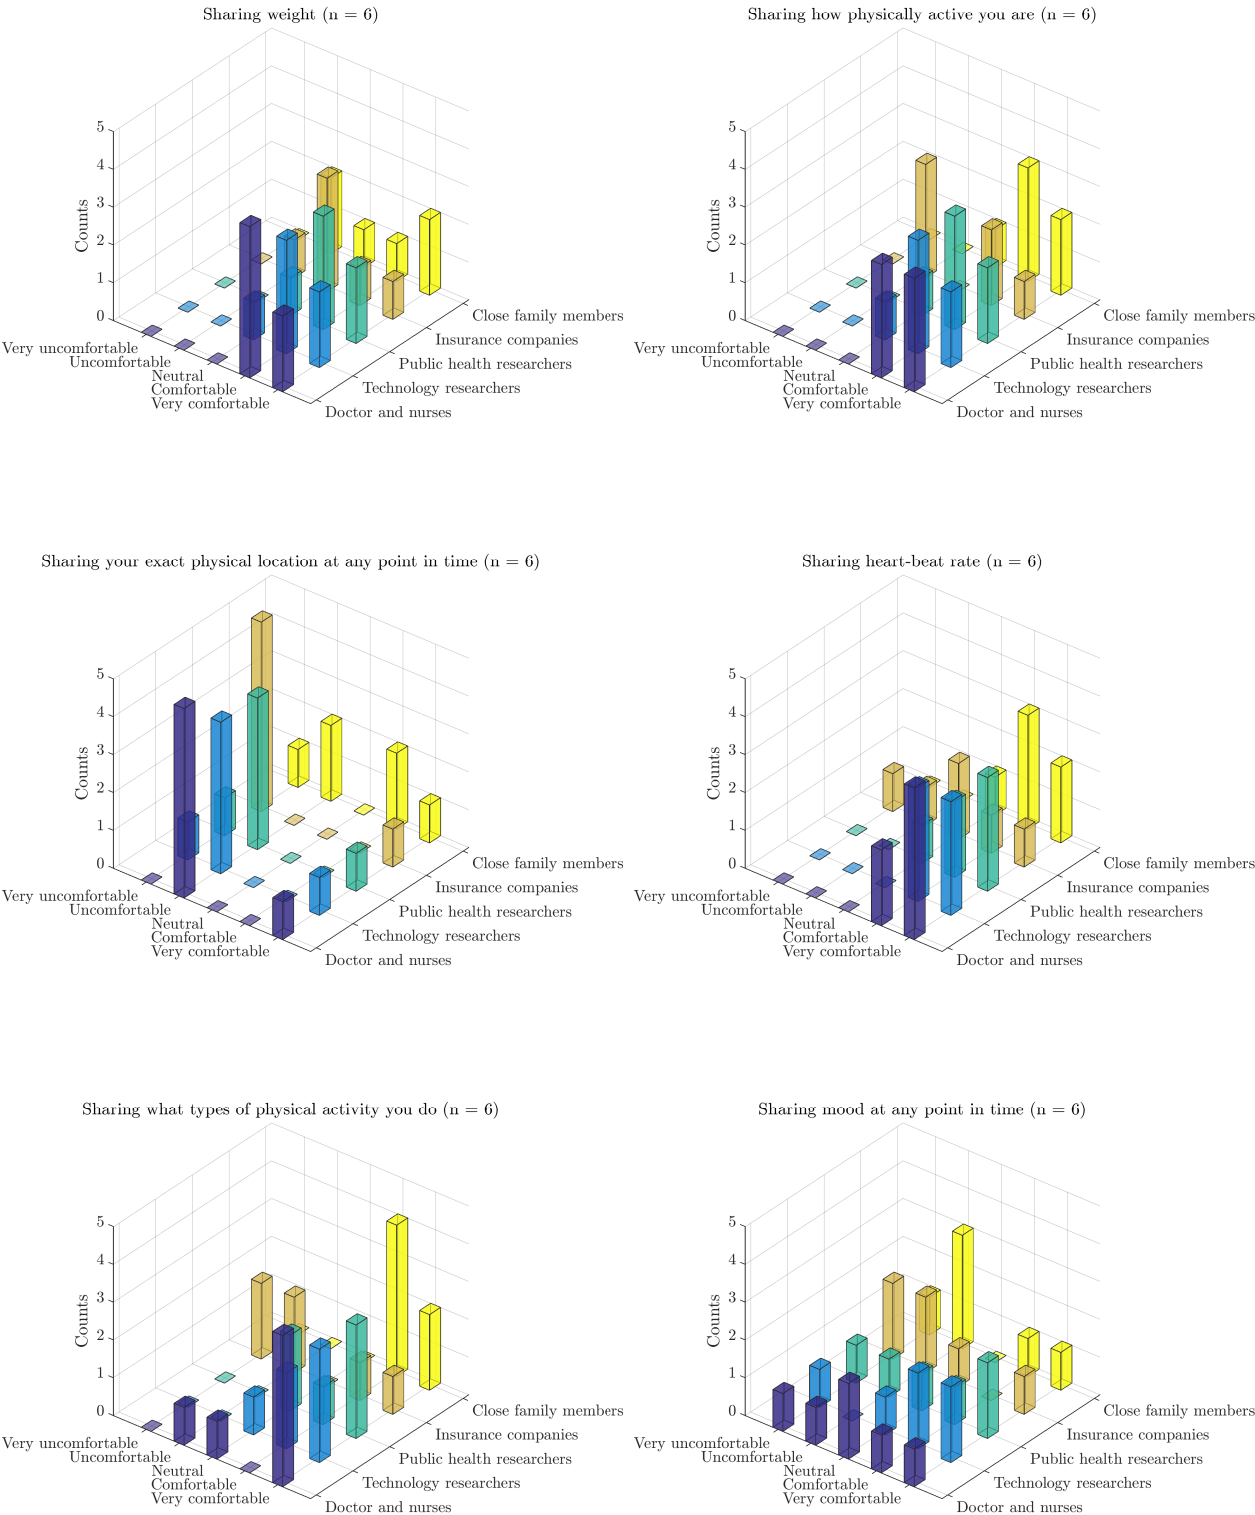 Sharing weight (n = 6)
5
4
3
2
1
0
Counts
Very uncomfortable
Uncomfortable
Neutral
Comfortable
Very comfortable
Close family members
Insurance companies
Public health researchers
Technology researchers
Doctor and nurses
Sharing how physically active you are (n = 6)
5
4
3
2
1
0
Counts
Very uncomfortable
Uncomfortable
Neutral
Comfortable
Very comfortable
Close family members
Insurance companies
Public health researchers
Technology researchers
Doctor and nurses
Sharing your exact physical location at any point in time (n = 6)
5
4
3
2
1
0
Counts
Very uncomfortable
Uncomfortable
Neutral
Comfortable
Very comfortable
Close family members
Insurance companies
Public health researchers
Technology researchers
Doctor and nurses
Sharing heart-beat rate (n = 6)
5
4
3
2
1
0
Counts
Very uncomfortable
Uncomfortable
Neutral
Comfortable
Very comfortable
Close family members
Insurance companies
Public health researchers
Technology researchers
Doctor and nurses
Sharing what types of physical activity you do (n = 6)
5
4
3
2
1
0
Counts
Very uncomfortable
Uncomfortable
Neutral
Comfortable
Very comfortable
Close family members
Insurance companies
Public health researchers
Technology researchers
Doctor and nurses
Sharing mood at any point in time (n = 6)
5
4
3
2
1
0
Counts
Very uncomfortable
Uncomfortable
Neutral
Comfortable
Very comfortable
Close family members
Insurance companies
Public health researchers
Technology researchers
Doctor and nurses